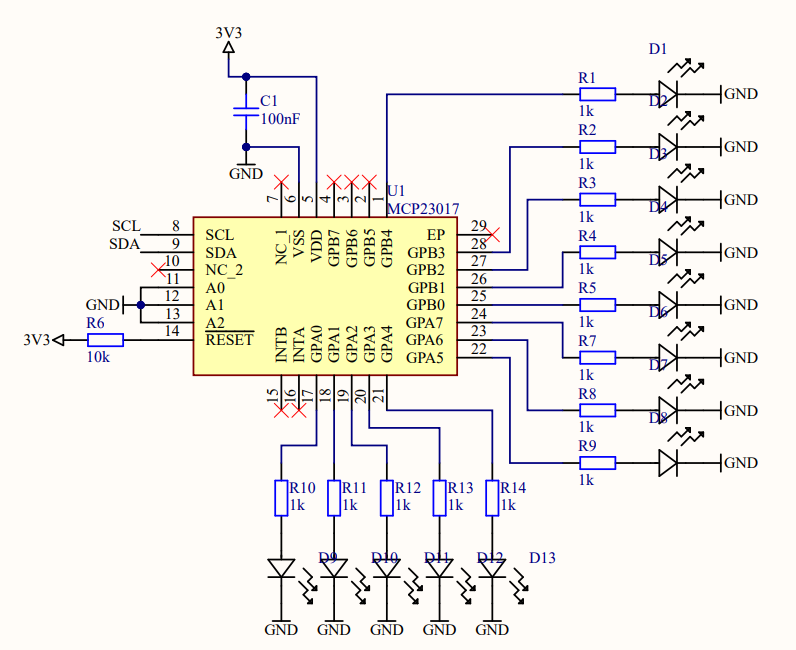 3V3
C1
100nF
GND
U1
MCP23017
7
6
5
4
3
2
1
NC_1
VSS
VDD
GPB7
GPB6
GPB5
GPB4
SCL 8 SCL
SDA 9 SDA
10 NC_2
11 A0
GND 12 A1
13 A2
3V3 R6 10k 14 RESET
29 EP
28 GPB3
27 GPB2
26 GPB1
25 GPB0
24 GPA7
23 GPA6
22 GPA5
INTB
INTA
GPA0
GPA1
GPA2
GPA3
GPA4
15
16
17
18
19
20
21
D1
R1
1k
GND
D2
R2
1k
GND
D3
R3
1k
GND
D4
R4
1k
GND
D5
R5
1k
GND
D6
R7
1k
GND
D7
R8
1k
GND
D8
R9
1k
GND
R10 R11 R12 R13 R14
1k 1k 1k 1k 1k
D9 D10 D11 D12 D13
GND GND GND GND GND